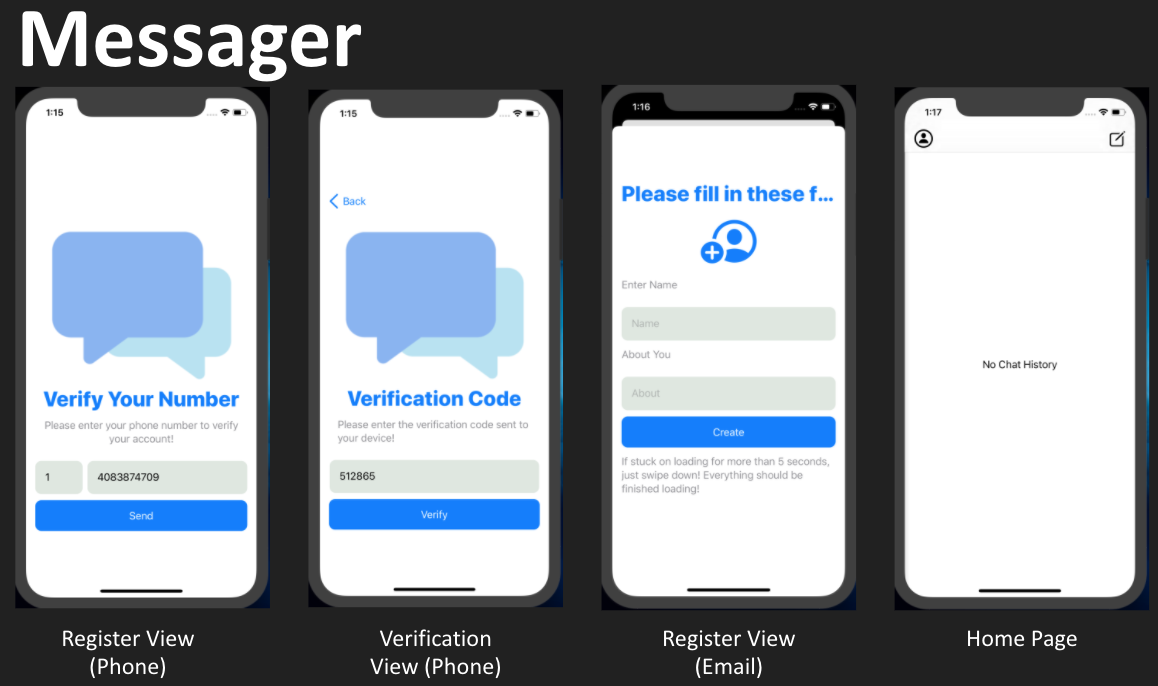 Messager
1:15
Verify Your Number
Please enter your phone number to verify
your account!
1
4083874709
Send
Register View
(Phone)
1:15
Back
Verification Code
Please enter the verification code sent to
your device!
512865
Verify
Verification
View (Phone)
1:16
Please fill in these f...
Enter Name
Name
About You
About
Create
If stuck on loading for more than 5 seconds,
just swipe down! Everything should be
finished loading!
Register View
(Email)
1:17
No Chat History
Home Page